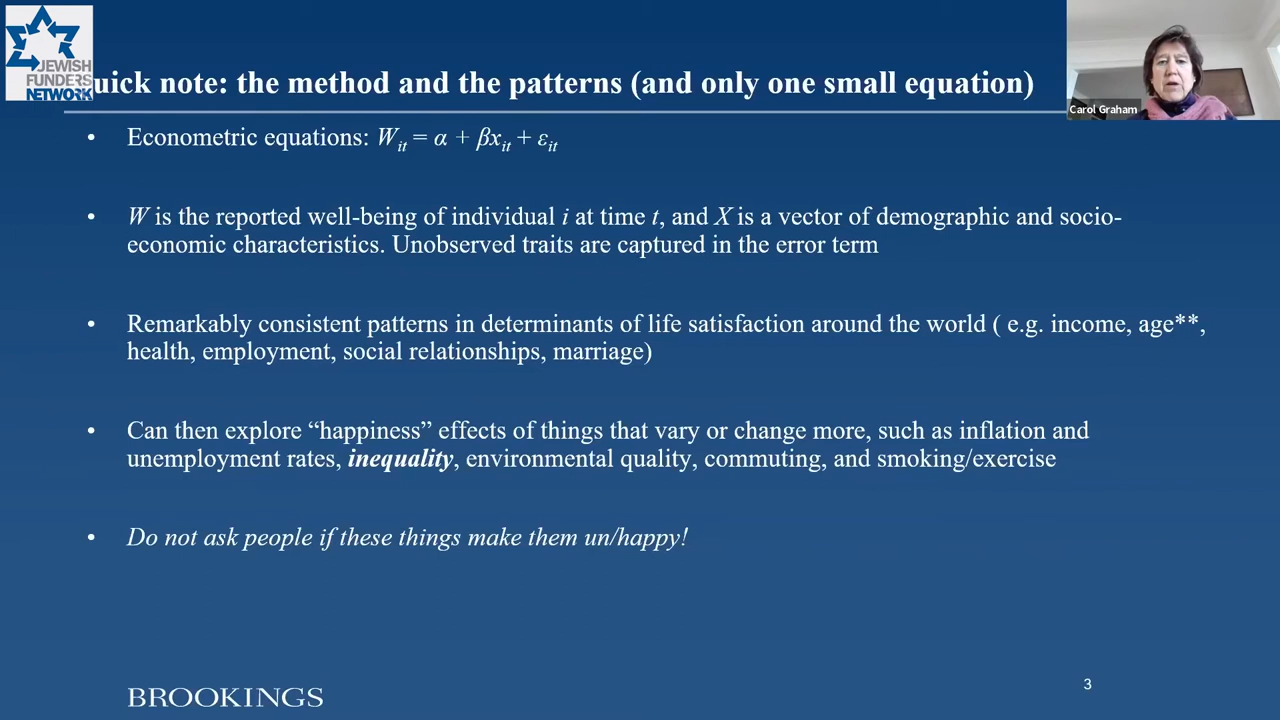 JEWISH
FUNDERS
NETWORK
uick note: the method and the patterns (and only one small equation)
Carol Graham
• Econometric equations: Wit = α + βxit + εit
• W is the reported well-being of individual i at time t, and X is a vector of demographic and socio-
economic characteristics. Unobserved traits are captured in the error term
• Remarkably consistent patterns in determinants of life satisfaction around the world ( e.g. income, age**,
health, employment, social relationships, marriage)
• Can then explore “happiness” effects of things that vary or change more, such as inflation and
unemployment rates, inequality, environmental quality, commuting, and smoking/exercise
• Do not ask people if these things make them un/happy!
BROOKINGS
3